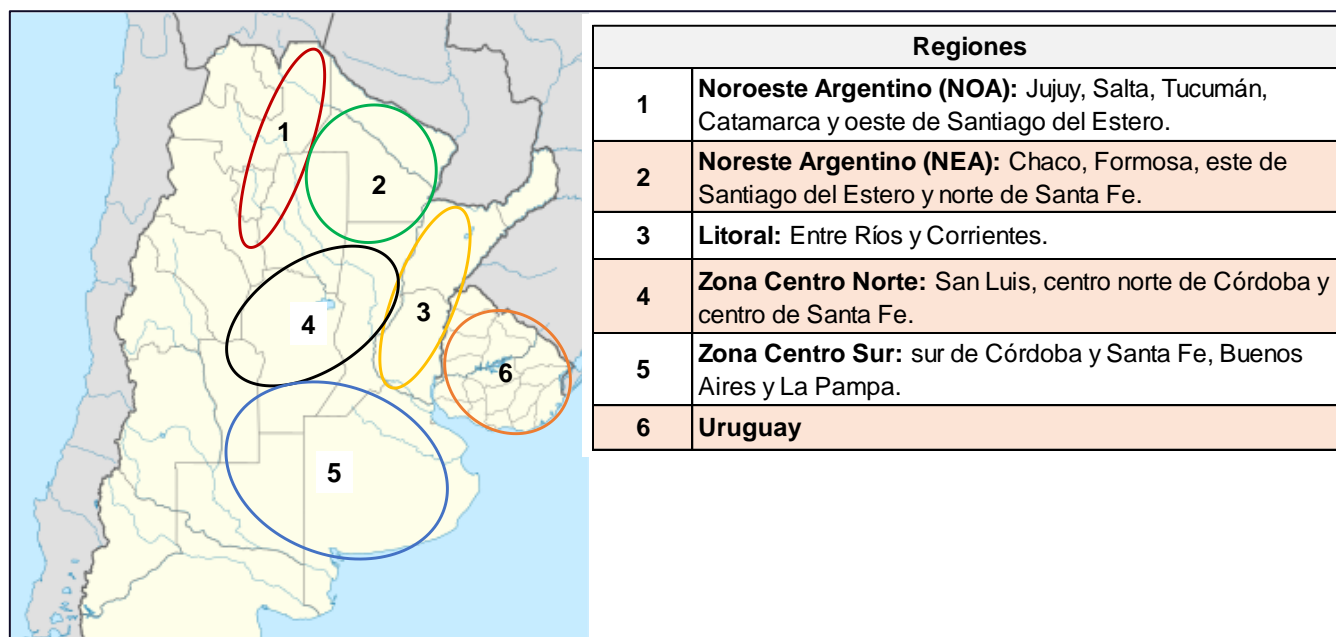 1
2
3
4
5
6
Regiones
1
Noroeste Argentino (NOA): Jujuy, Salta, Tucumán,
Catamarca y oeste de Santiago del Estero.
2
Noreste Argentino (NEA): Chaco, Formosa, este de
Santiago del Estero y norte de Santa Fe.
3
Litoral: Entre Ríos y Corrientes.
4
Zona Centro Norte: San Luis, centro norte de Córdoba y
centro de Santa Fe.
5
Zona Centro Sur: sur de Córdoba y Santa Fe, Buenos
Aires y La Pampa.
6
Uruguay